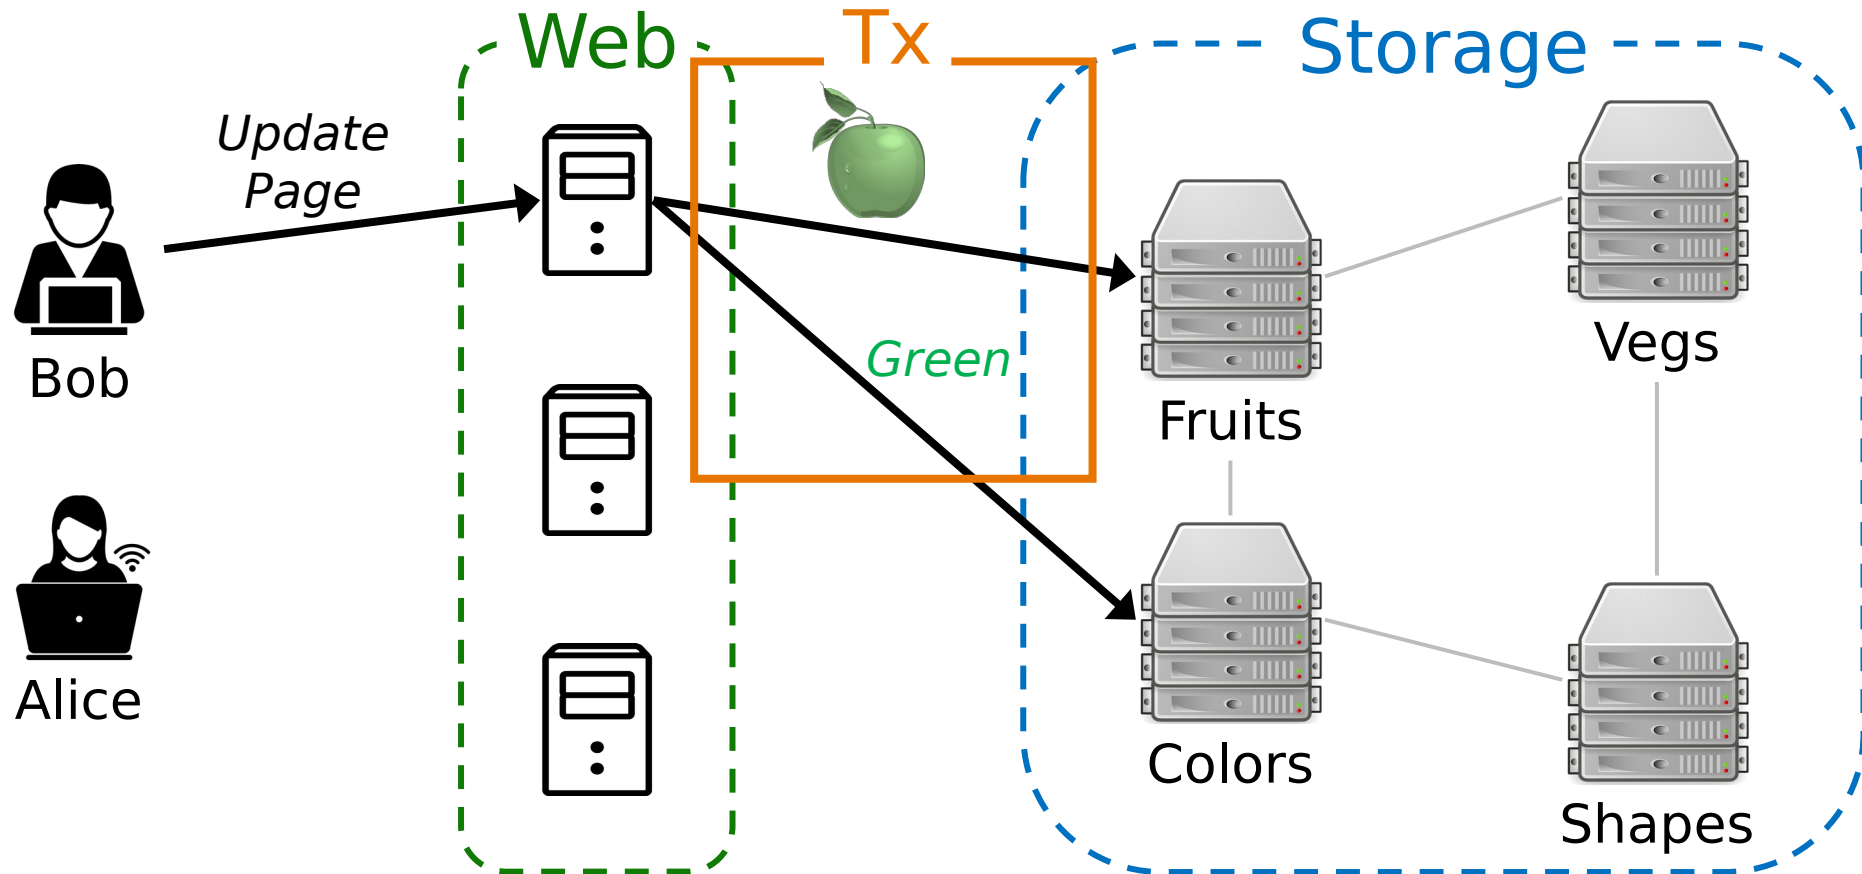 Web
Tx
Storage
Update
Page
Bob
Green
Vegs
Fruits
Alice
Colors
Shapes